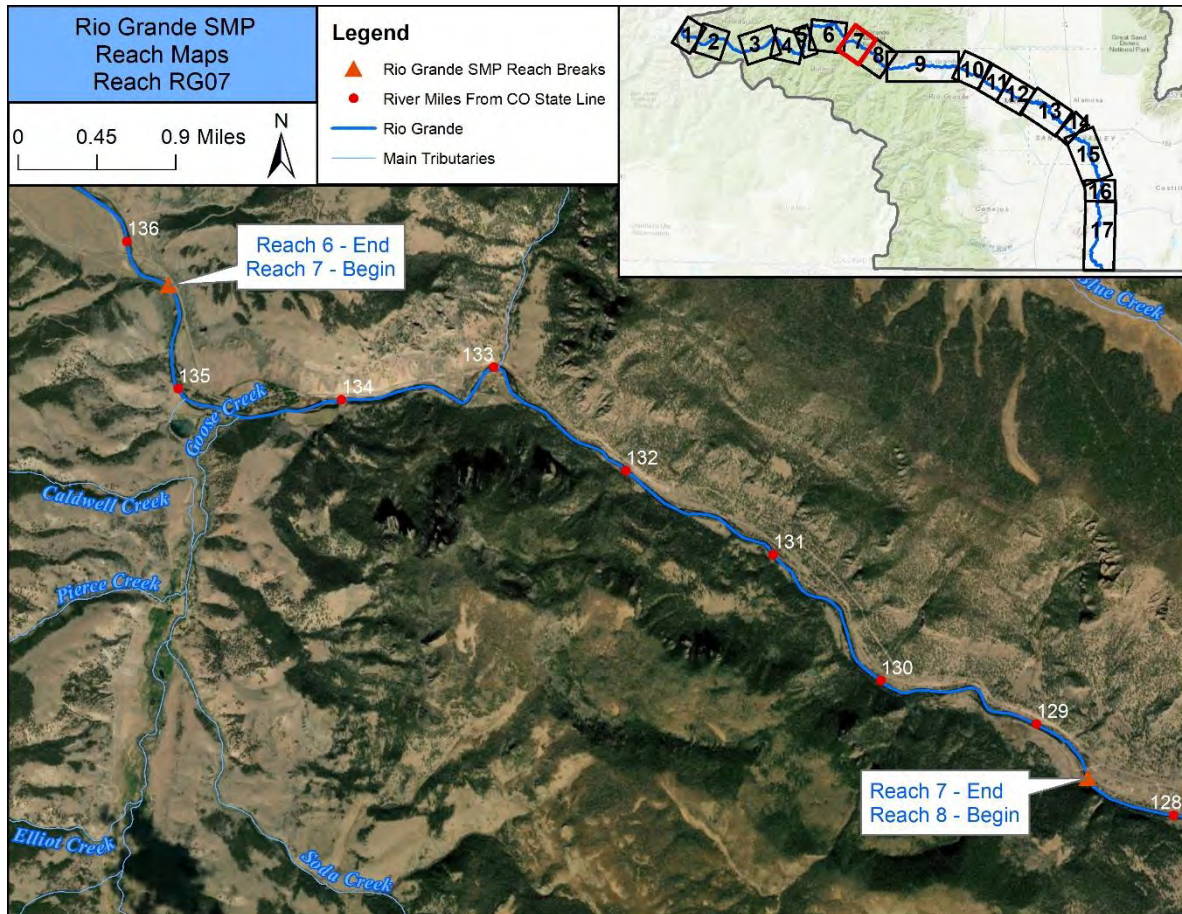 Rio Grande SMP
Reach Maps
Reach RG07
0 0.45 0.9 Miles
N
Legend
Rio Grande SMP Reach Breaks
River Miles From CO State Line
Rio Grande
Main Tributaries
1
2
3
4
5
6
7
8
9
10
11
12
13
14
15
16
17
Rio Grande
Alamosa
Conejos
136
Reach 6 - End
Reach 7 - Begin
Blue Creek
135
133
134
Goose Creek
132
Caldwell Creek
131
Pierce Creek
130
129
Reach 7 - End
Reach 8 - Begin
128
Elliot Creek
Soda Creek